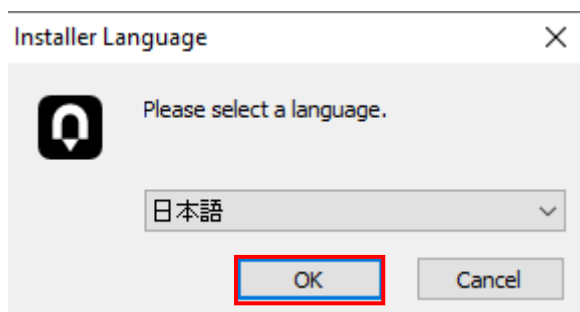 Installer Language
Please select a language.
日本語
OK
Cancel